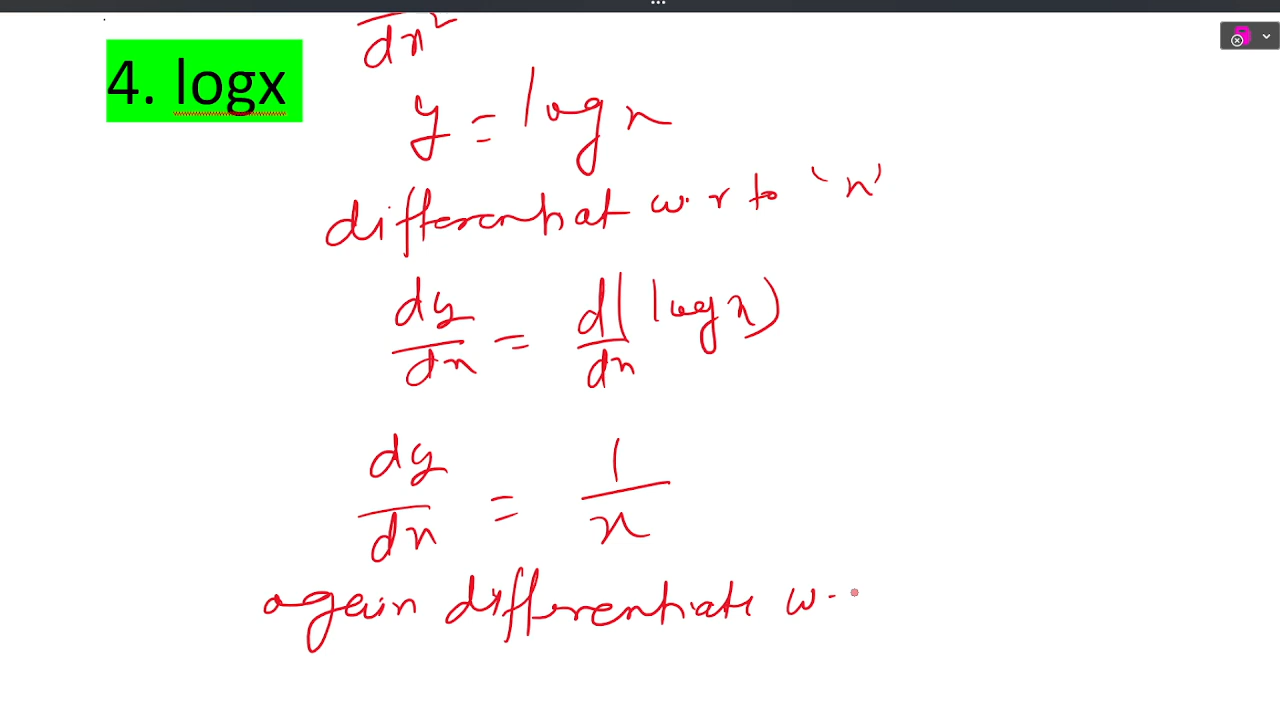 dx²
4. logx
y = log x
differentiat w.r to 'x'
dy/dx = d/dx (log x)
dy/dx = 1/x
again differentiate w.